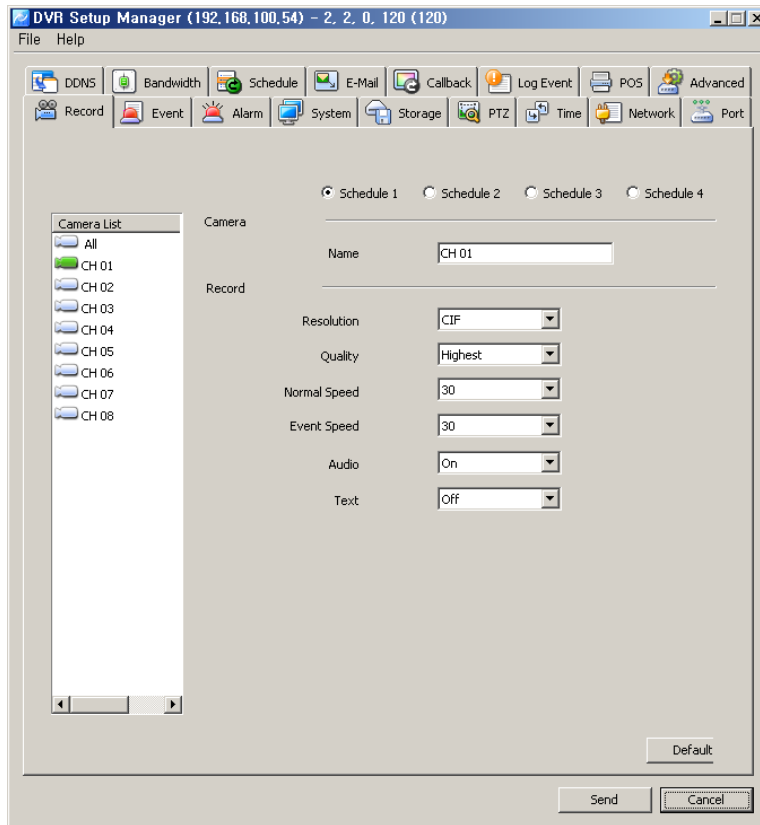 DVR Setup Manager (192,168,100,54) - 2, 2, 0, 120 (120)
File Help
DDNS Bandwidth Schedule E-Mail Callback Log Event POS Advanced
Record Event Alarm System Storage PTZ Time Network Port
Schedule 1 Schedule 2 Schedule 3 Schedule 4
Camera List
All
CH 01
CH 02
CH 03
CH 04
CH 05
CH 06
CH 07
CH 08
Camera
Name CH 01
Record
Resolution CIF
Quality Highest
Normal Speed 30
Event Speed 30
Audio On
Text Off
Default
Send Cancel